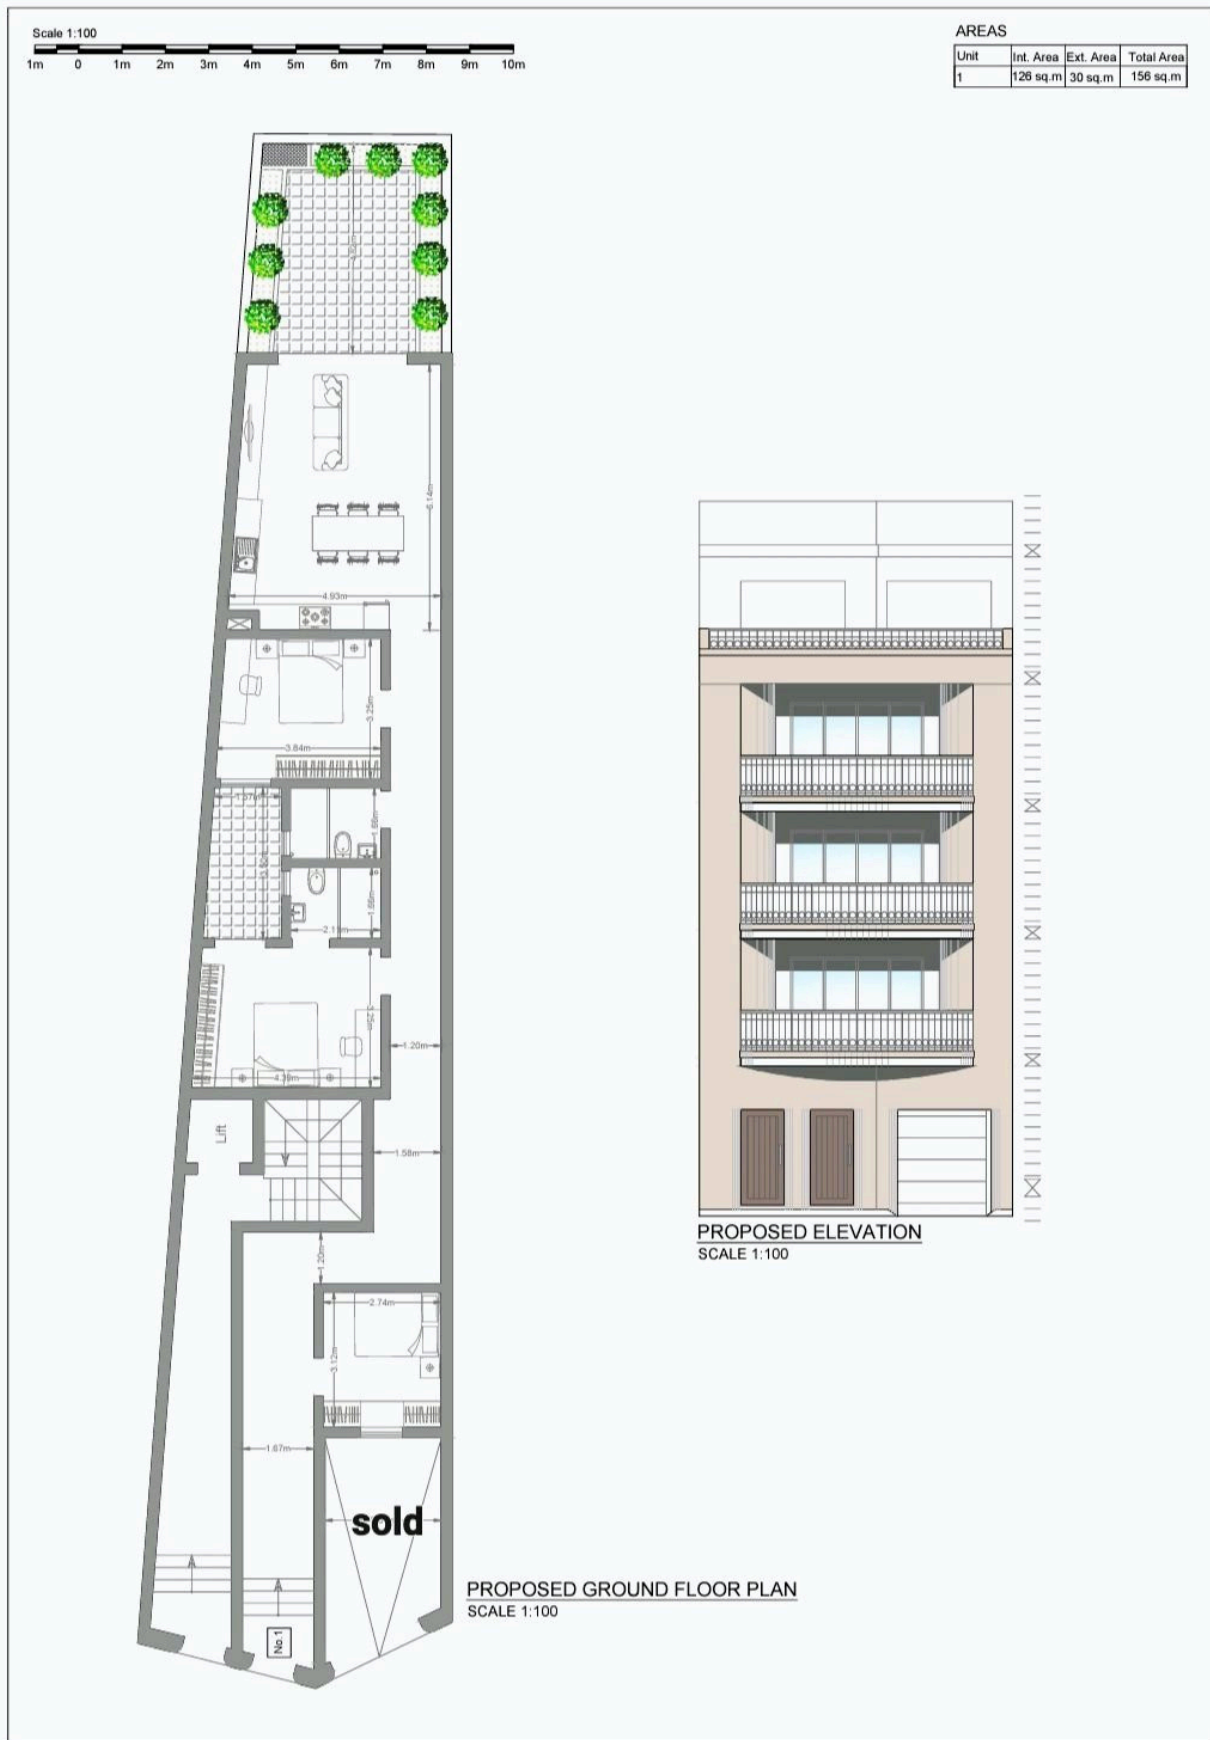 Scale 1:100
1m 0 1m 2m 3m 4m 5m 6m 7m 8m 9m 10m
AREAS
Unit Int. Area Ext. Area Total Area
1 126 sq.m 30 sq.m 156 sq.m
6.14m
4.93m
3.25m
3.84m
1.66m
1.66m
3.25m
1.20m
Lift
1.58m
1.20m
2.74m
3.12m
1.67m
sold
No.1
PROPOSED GROUND FLOOR PLAN
SCALE 1:100
PROPOSED ELEVATION
SCALE 1:100